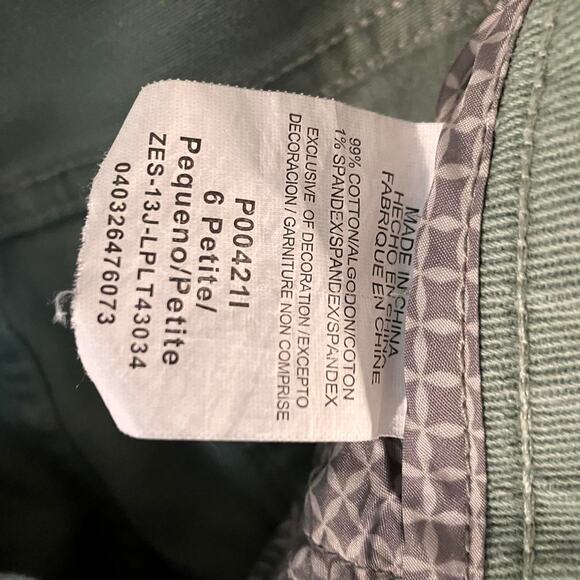 MADE IN CHINA
HECHO EN CHINA
FABRIQUE EN CHINE
99% COTTON/ALGODON/COTON
1% SPANDEX/SPANDEX/SPANDEX
EXCLUSIVE OF DECORATION/EXCEPTO
DECORACION/GARNITURE NON COMPRISE
P00421I
6 Petite/
Pequeno/Petite
ZES-13J-LPLT43034
040326476073